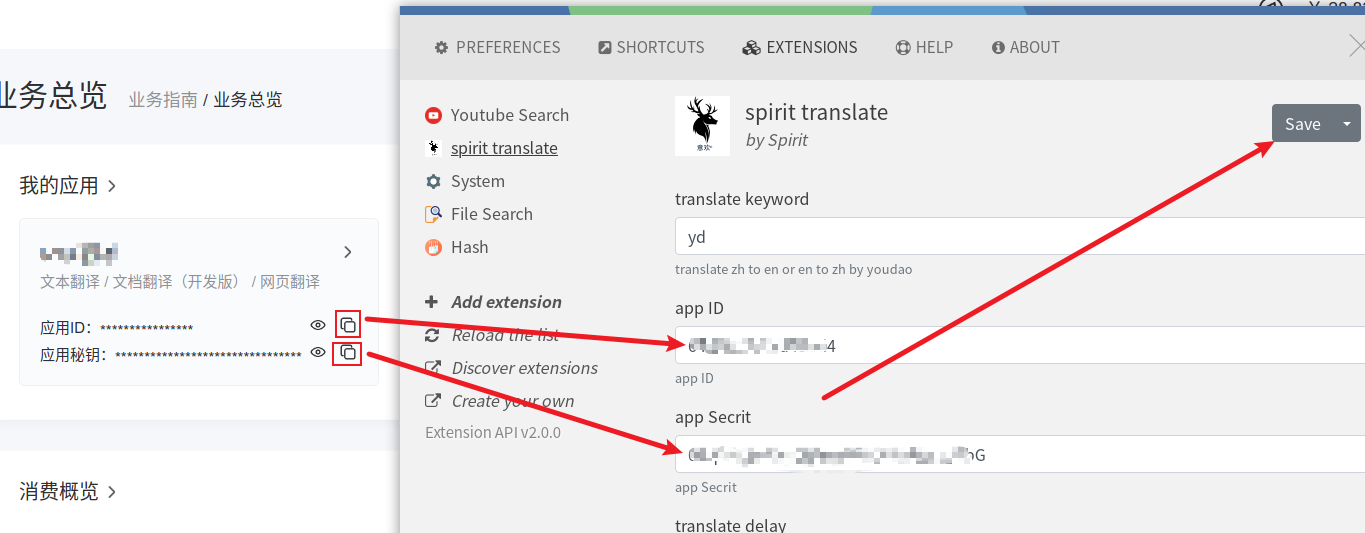 业务总览 业务指南 / 业务总览
我的应用
文本翻译 / 文档翻译（开发版） / 网页翻译
应用ID: ****************
应用秘钥: ********************************
消费概览
PREFERENCES SHORTCUTS EXTENSIONS HELP ABOUT
Youtube Search
spirit translate
System
File Search
Hash
Add extension
Reload the list
Discover extensions
Create your own
Extension API v2.0.0
意欢
spirit translate
by Spirit
Save
translate keyword
yd
translate zh to en or en to zh by youdao
app ID
app ID
app Secrit
app Secrit
translate delay